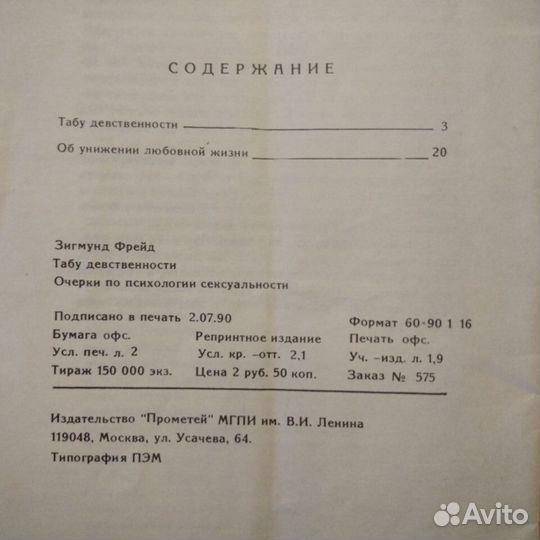 СОДЕРЖАНИЕ
Табу девственности 3
Об унижении любовной жизни 20
Зигмунд Фрейд
Табу девственности
Очерки по психологии сексуальности
Подписано в печать 2.07.90 Формат 60-90 1 16
Бумага офс. Репринтное издание Печать офс.
Усл. печ. л. 2 Усл. кр. -отт. 2,1 Уч. -изд. л. 1,9
Тираж 150 000 экз. Цена 2 руб. 50 коп. Заказ № 575
Издательство "Прометей" МГПИ им. В.И. Ленина
119048, Москва, ул. Усачева, 64.
Типография ПЭМ
Avito